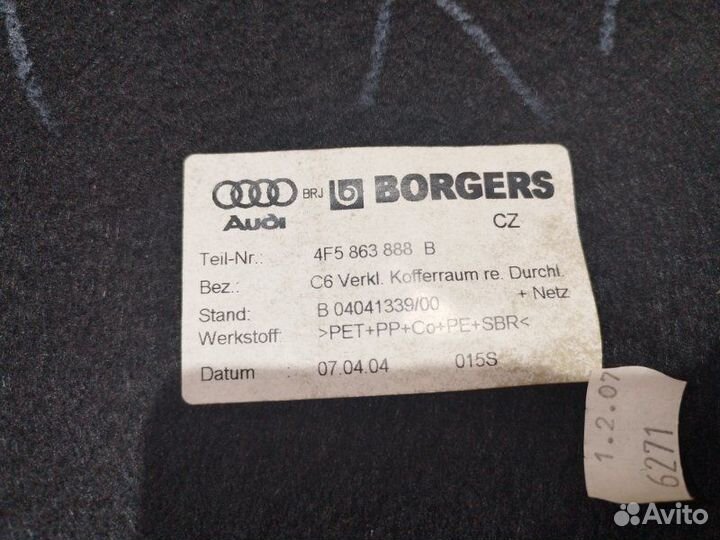 Audi BRJ BORGERS
CZ
Teil-Nr.: 4F5 863 888 B
Bez.: C6 Verkl. Kofferraum re. Durchl.
+ Netz
Stand: B 04041339/00
Werkstoff: >PET+PP+Co+PE+SBR<
Datum : 07.04.04 015S
1.2.07
6271
Avito